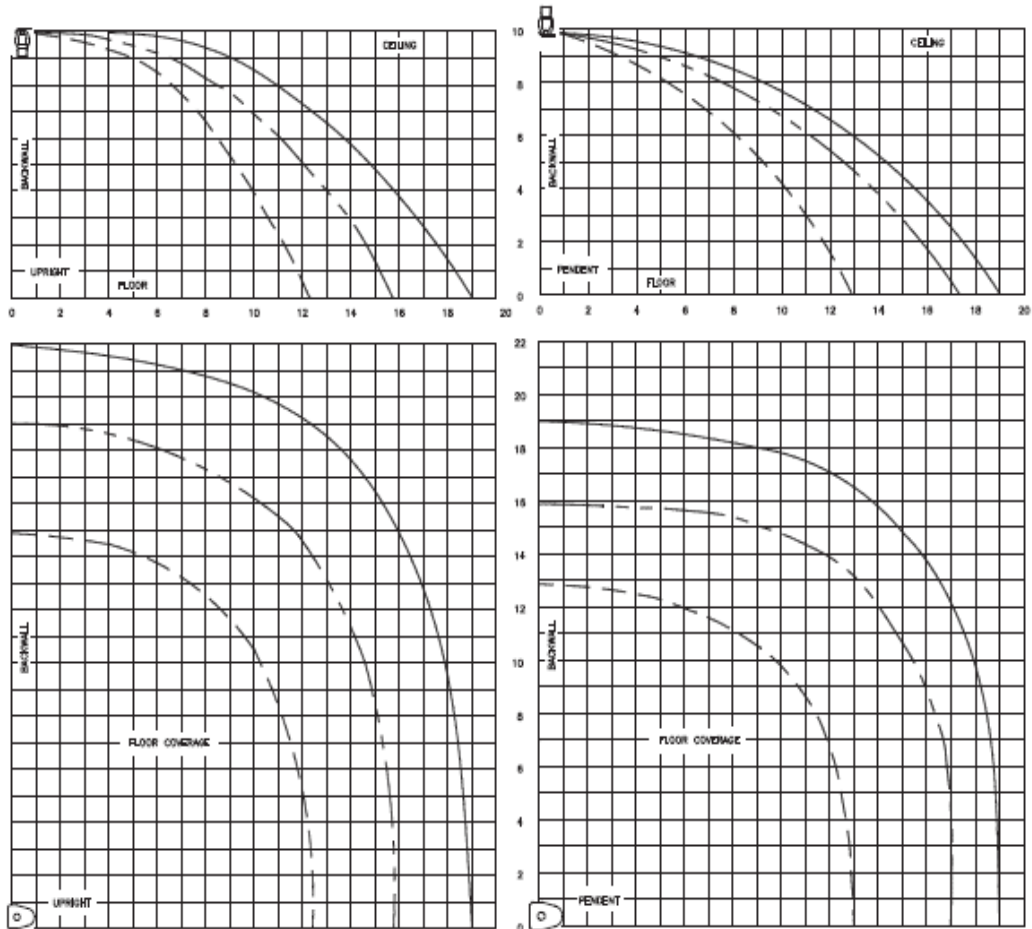 CEILING
BACKWALL
UPRIGHT
FLOOR
0 2 4 6 8 10 12 14 16 18 20
10
8
6
4
2
0
CEILING
BACKWALL
PENDENT
FLOOR
0 2 4 6 8 10 12 14 16 18 20
BACKWALL
FLOOR COVERAGE
UPRIGHT
22
20
18
16
14
12
10
8
6
4
2
0
BACKWALL
FLOOR COVERAGE
PENDENT